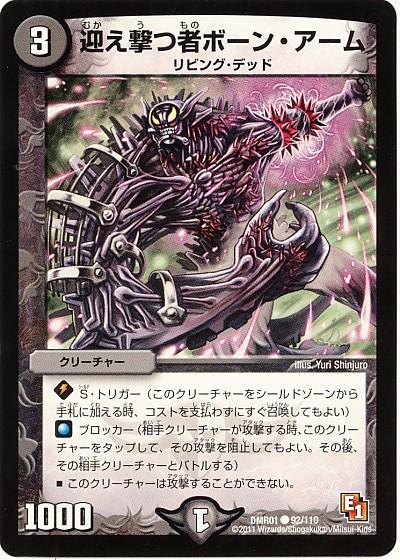 3
迎え撃つ者ボーン・アーム
リビング・デッド
クリーチャー
Illus. Yuri Shinjuro
S・トリガー（このクリーチャーをシールドゾーンから
手札に加える時、コストを支払わずにすぐ召喚してもよい）
ブロッカー（相手クリーチャーが攻撃する時、このクリー
チャーをタップして、その攻撃を阻止してもよい。その後、
その相手クリーチャーとバトルする）
■ このクリーチャーは攻撃することができない。
1000
E1
DMR01 92/110
©2011 Wizards/Shogakukan/Mitsui-Kids